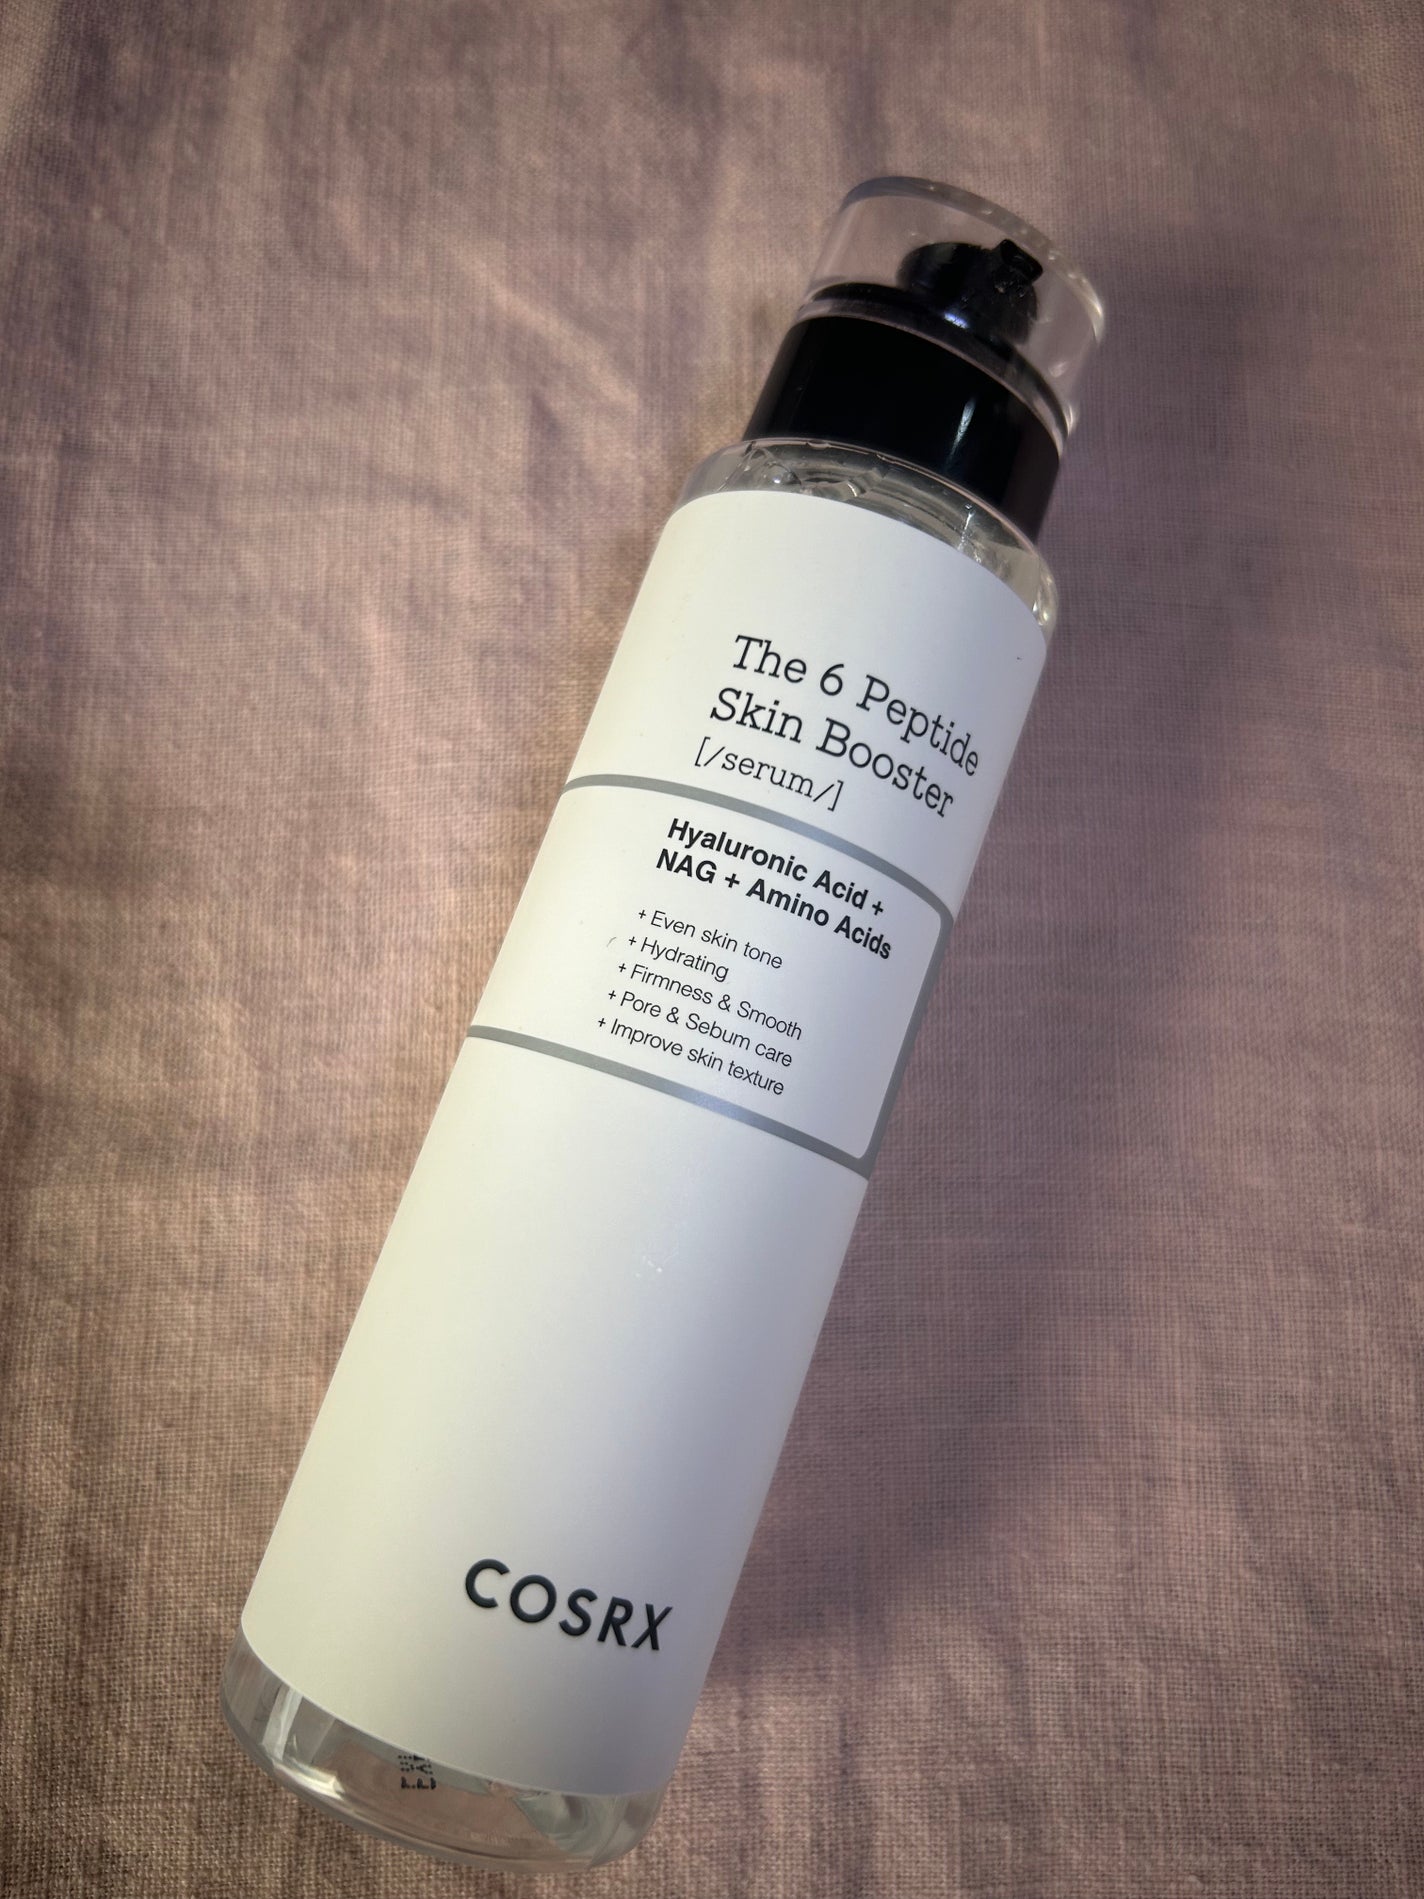 The 6 Peptide
Skin Booster
[/serum/]
Hyaluronic Acid +
NAG + Amino Acids
+ Even skin tone
+ Hydrating
+ Firmness & Smooth
+ Pore & Sebum care
+ Improve skin texture
COSRX